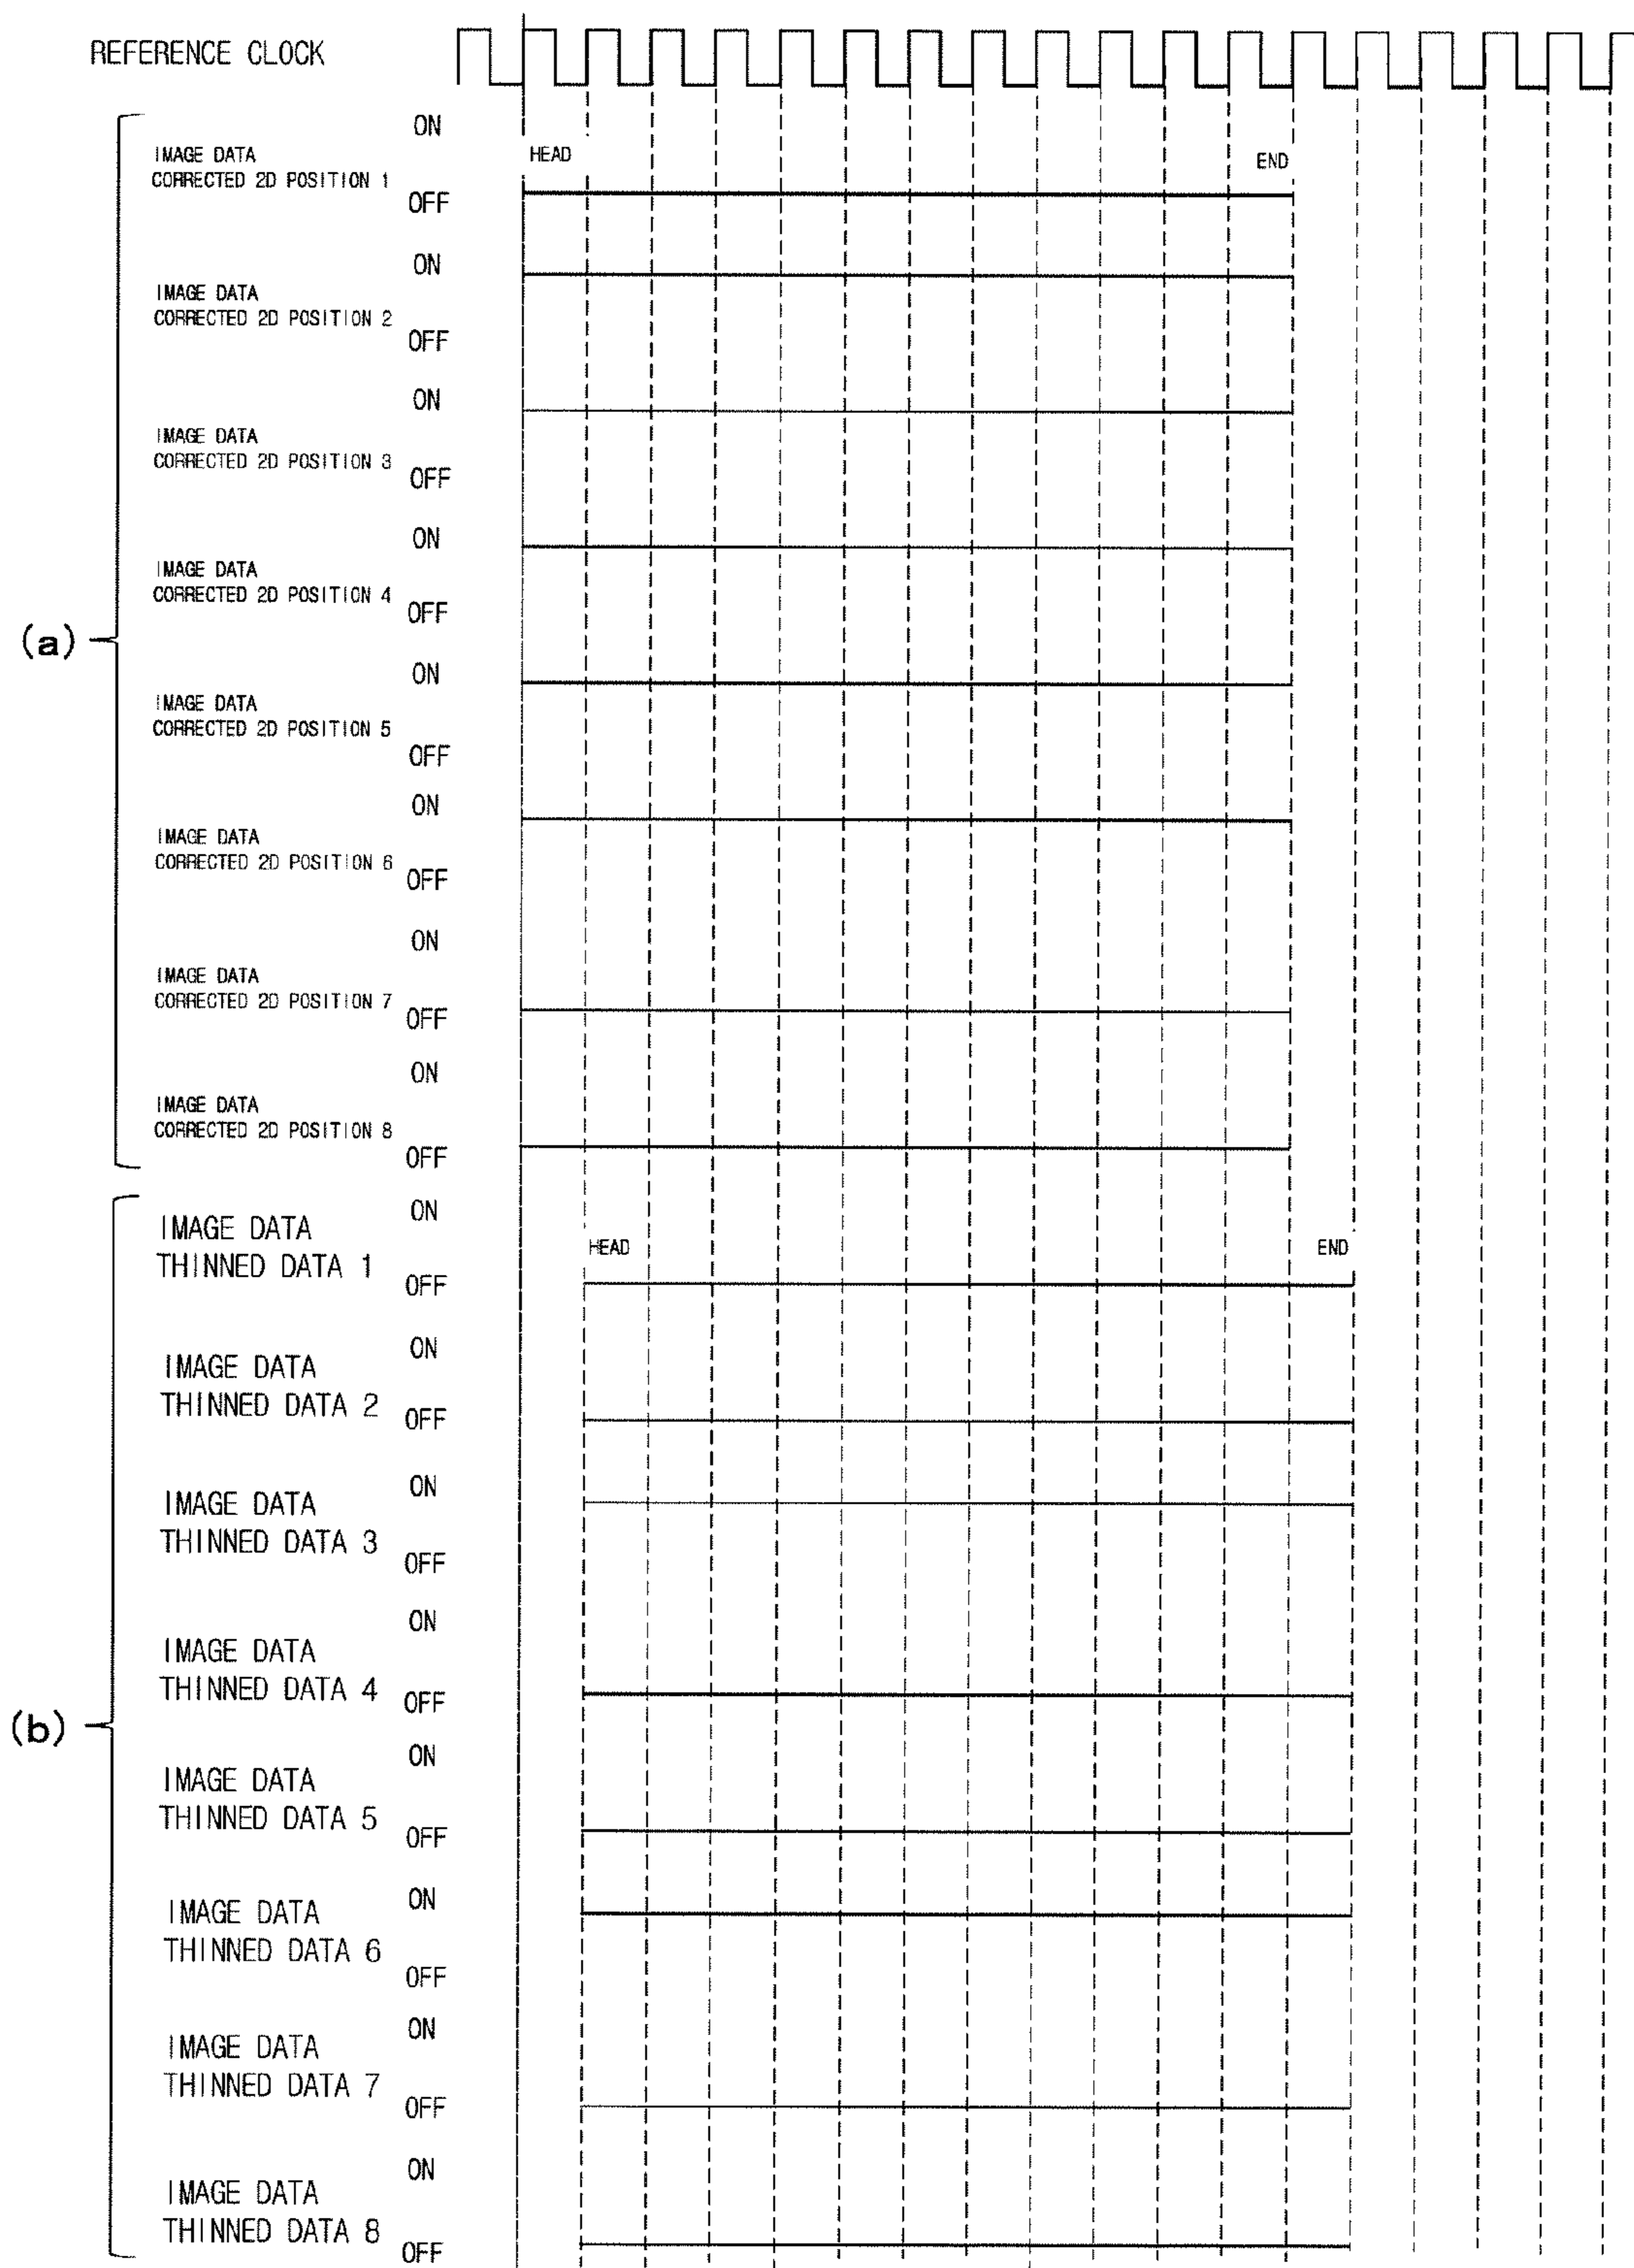 REFERENCE CLOCK
(a)
ON
IMAGE DATA
CORRECTED 2D POSITION 1
OFF
HEAD
END
ON
IMAGE DATA
CORRECTED 2D POSITION 2
OFF
ON
IMAGE DATA
CORRECTED 2D POSITION 3
OFF
ON
IMAGE DATA
CORRECTED 2D POSITION 4
OFF
ON
IMAGE DATA
CORRECTED 2D POSITION 5
OFF
ON
IMAGE DATA
CORRECTED 2D POSITION 6
OFF
ON
IMAGE DATA
CORRECTED 2D POSITION 7
OFF
ON
IMAGE DATA
CORRECTED 2D POSITION 8
OFF
(b)
ON
IMAGE DATA
THINNED DATA 1
OFF
HEAD
END
ON
IMAGE DATA
THINNED DATA 2
OFF
ON
IMAGE DATA
THINNED DATA 3
OFF
ON
IMAGE DATA
THINNED DATA 4
OFF
ON
IMAGE DATA
THINNED DATA 5
OFF
ON
IMAGE DATA
THINNED DATA 6
OFF
ON
IMAGE DATA
THINNED DATA 7
OFF
ON
IMAGE DATA
THINNED DATA 8
OFF